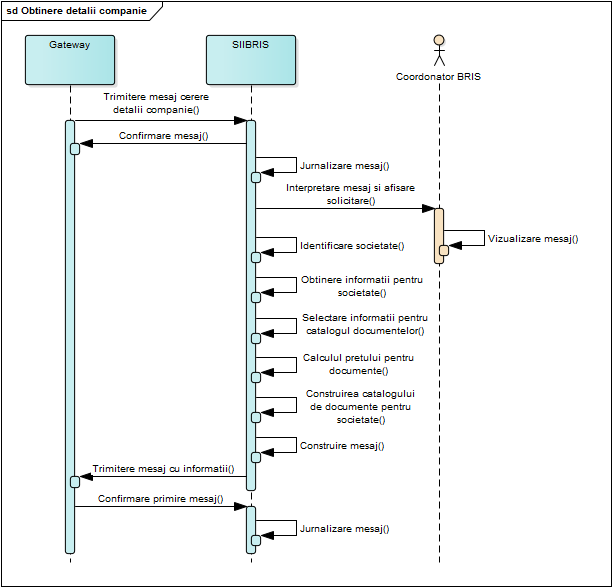 sd Obtinere detalii companie
Gateway
SIIBRIS
Coordonator BRIS
Trimitere mesaj cerere
detalii companie()
Confirmare mesaj()
Jurnalizare mesaj()
Interpretare mesaj si afisare
solicitare()
Vizualizare mesaj()
Identificare societate()
Obtinere informatii pentru
societate()
Selectare informatii pentru
catalogul documentelor()
Calculul pretului pentru
documente()
Construirea catalogului
de documente pentru
societate()
Construire mesaj()
Trimitere mesaj cu informatii()
Confirmare primire mesaj()
Jurnalizare mesaj()